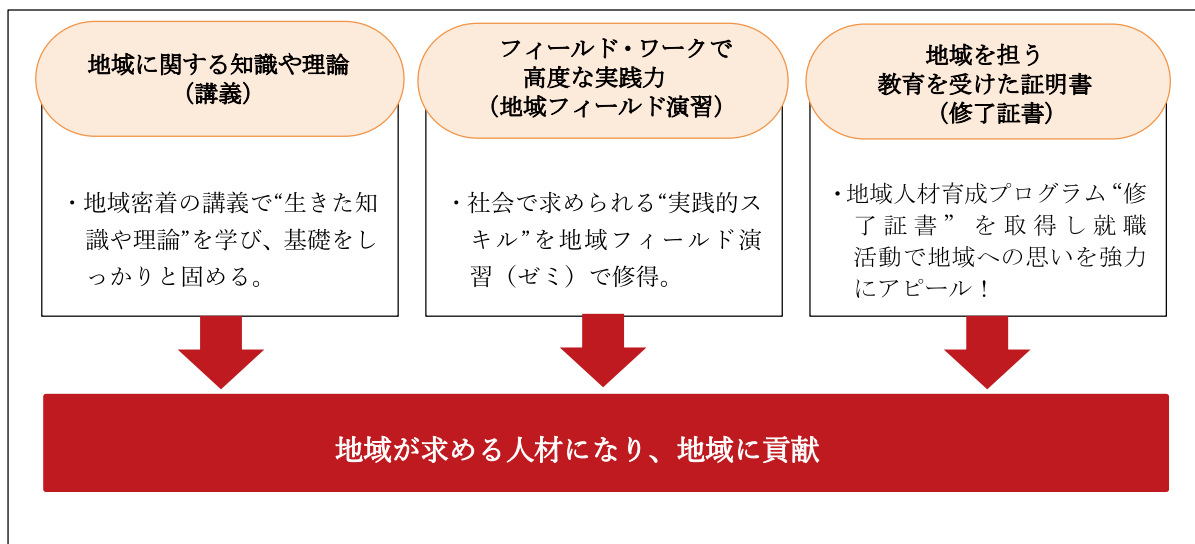 地域に関する知識や理論
（講義）
・地域密着の講義で“生きた知
識や理論”を学び、基礎をし
っかりと固める。
フィールド・ワークで
高度な実践力
（地域フィールド演習）
・社会で求められる“実践的ス
キル”を地域フィールド演
習（ゼミ）で修得。
地域を担う
教育を受けた証明書
（修了証書）
・地域人材育成プログラム“修
了証書” を取得し就職
活動で地域への思いを強力
にアピール！
地域が求める人材になり、地域に貢献